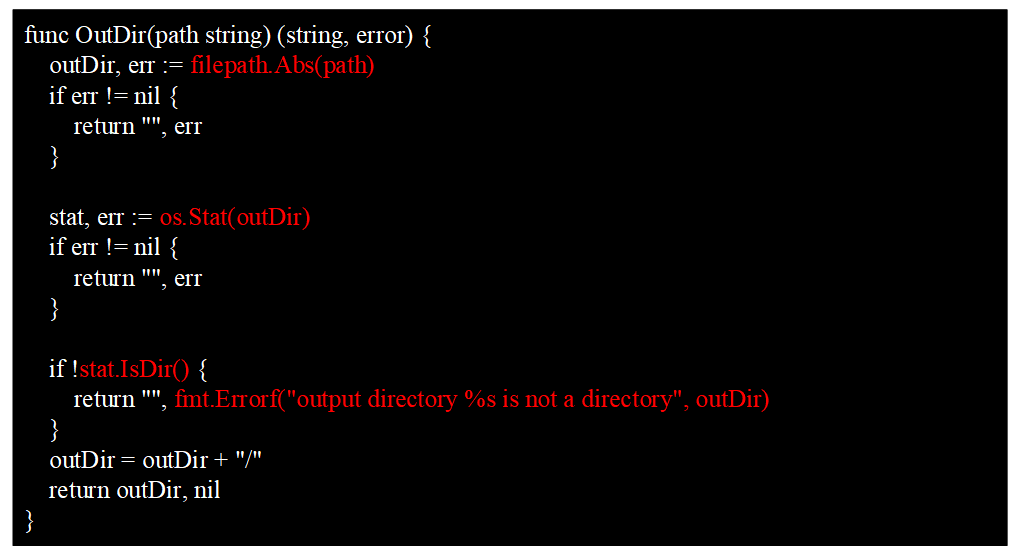 func OutDir(path string) (string, error) {
    outDir, err := filepath.Abs(path)
    if err != nil {
        return "", err
    }

    stat, err := os.Stat(outDir)
    if err != nil {
        return "", err
    }

    if !stat.IsDir() {
        return "", fmt.Errorf("output directory %s is not a directory", outDir)
    }
    outDir = outDir + "/"
    return outDir, nil
}